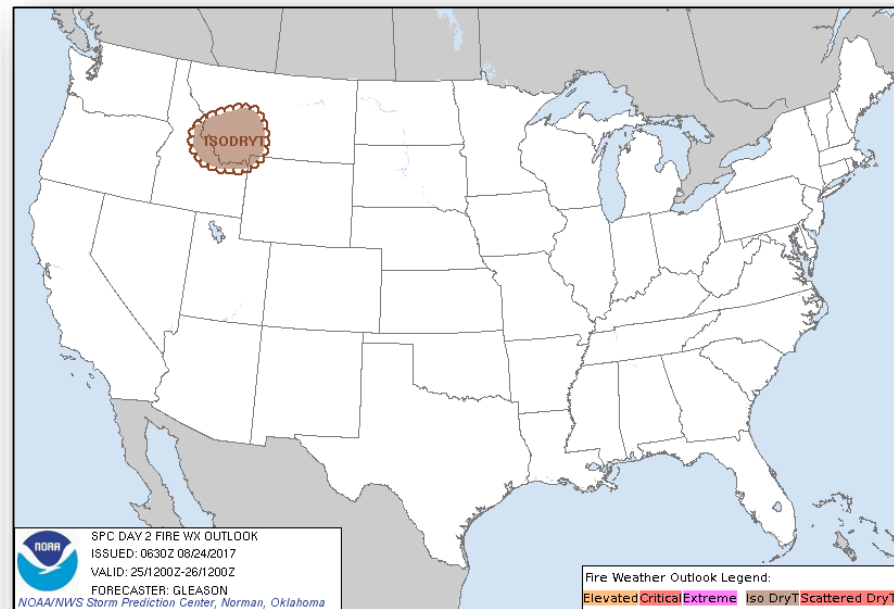 ISODRYT
NOAA
SPC DAY 2 FIRE WX OUTLOOK
ISSUED: 0630Z 08/24/2017
VALID: 25/1200Z-26/1200Z
FORECASTER: GLEASON
NOAA/NWS Storm Prediction Center, Norman, Oklahoma
Fire Weather Outlook Legend:
Elevated Critical Extreme Iso DryT Scattered DryT